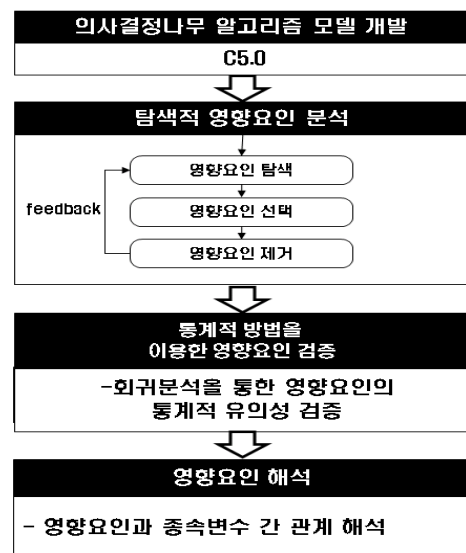 의사결정나무 알고리즘 모델 개발
C5.0
탐색적 영향요인 분석
영향요인 탐색
feedback
영향요인 선택
영향요인 제거
통계적 방법을
이용한 영향요인 검증
-회귀분석을 통한 영향요인의
통계적 유의성 검증
영향요인 해석
- 영향요인과 종속변수 간 관계 해석